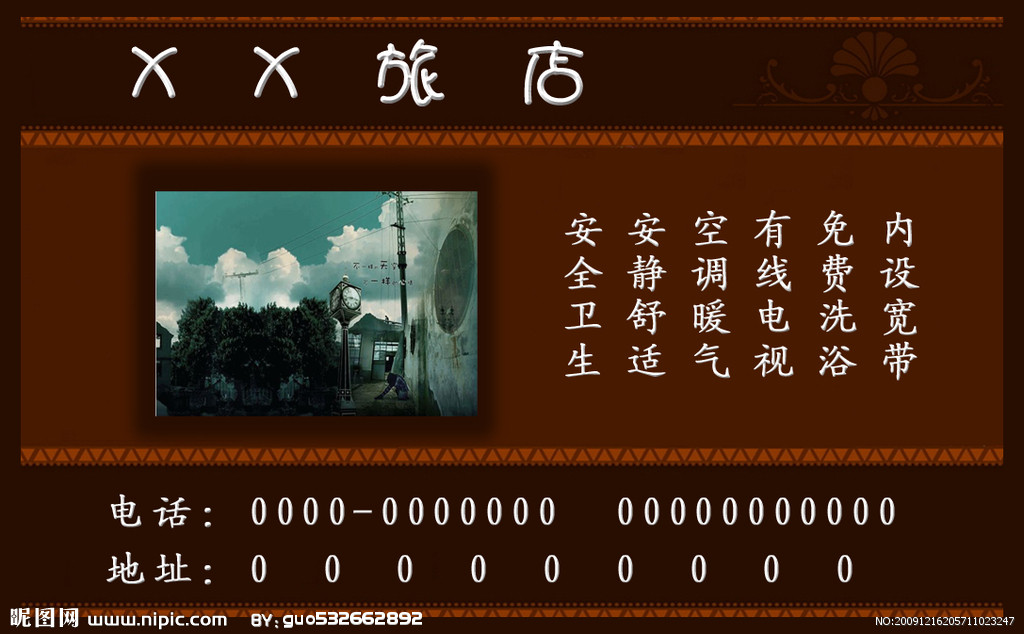 XX旅店
安全卫生
安静舒适
空调暖气
有线电视
免费洗浴
内设宽带
电话：0000-0000000 00000000000
地址：0 0 0 0 0 0 0 0 0
昵图网 www.nipic.com BY:guo532662892
NO:20091216205711023247